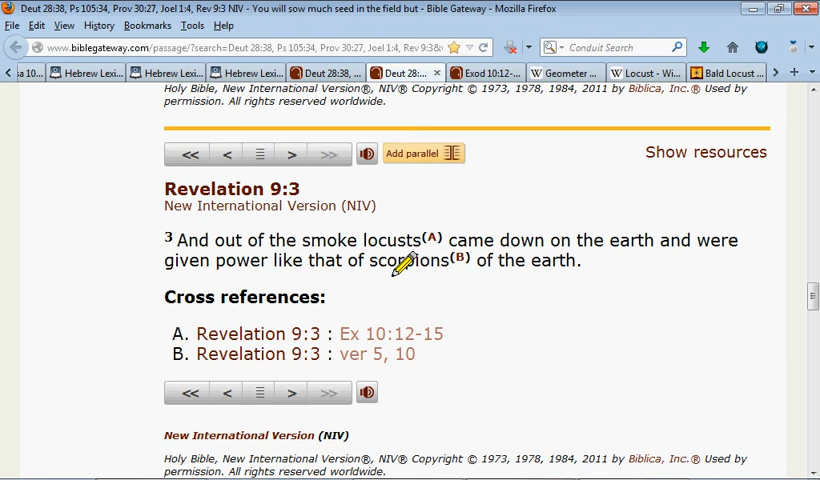 Deut 28:38, Ps 105:34, Prov 30:27, Joel 1:4, Rev 9:3 NIV - You will sow much seed in the field but - Bible Gateway - Mozilla Firefox
File Edit View History Bookmarks Tools Help
www.biblegateway.com/passage/?search=Deut 28:38, Ps 105:34, Prov 30:27, Joel 1:4, Rev 9:3& Conduit Search
sa 10... Hebrew Lexi... Hebrew Lexi... Hebrew Lexi... Deut 28:38, ... Deut 28:... Exod 10:12-... Geometer ... Locust - Wi... Bald Locust ...
Holy Bible, New International Version®, NIV® Copyright © 1973, 1978, 1984, 2011 by Biblica, Inc.® Used by
permission. All rights reserved worldwide.
<< < > >> Add parallel Show resources
Revelation 9:3
New International Version (NIV)
3 And out of the smoke locusts(A) came down on the earth and were
given power like that of scorpions(B) of the earth.
Cross references:
A. Revelation 9:3 : Ex 10:12-15
B. Revelation 9:3 : ver 5, 10
<< < > >>
New International Version (NIV)
Holy Bible, New International Version®, NIV® Copyright © 1973, 1978, 1984, 2011 by Biblica, Inc.® Used by
permission. All rights reserved worldwide.